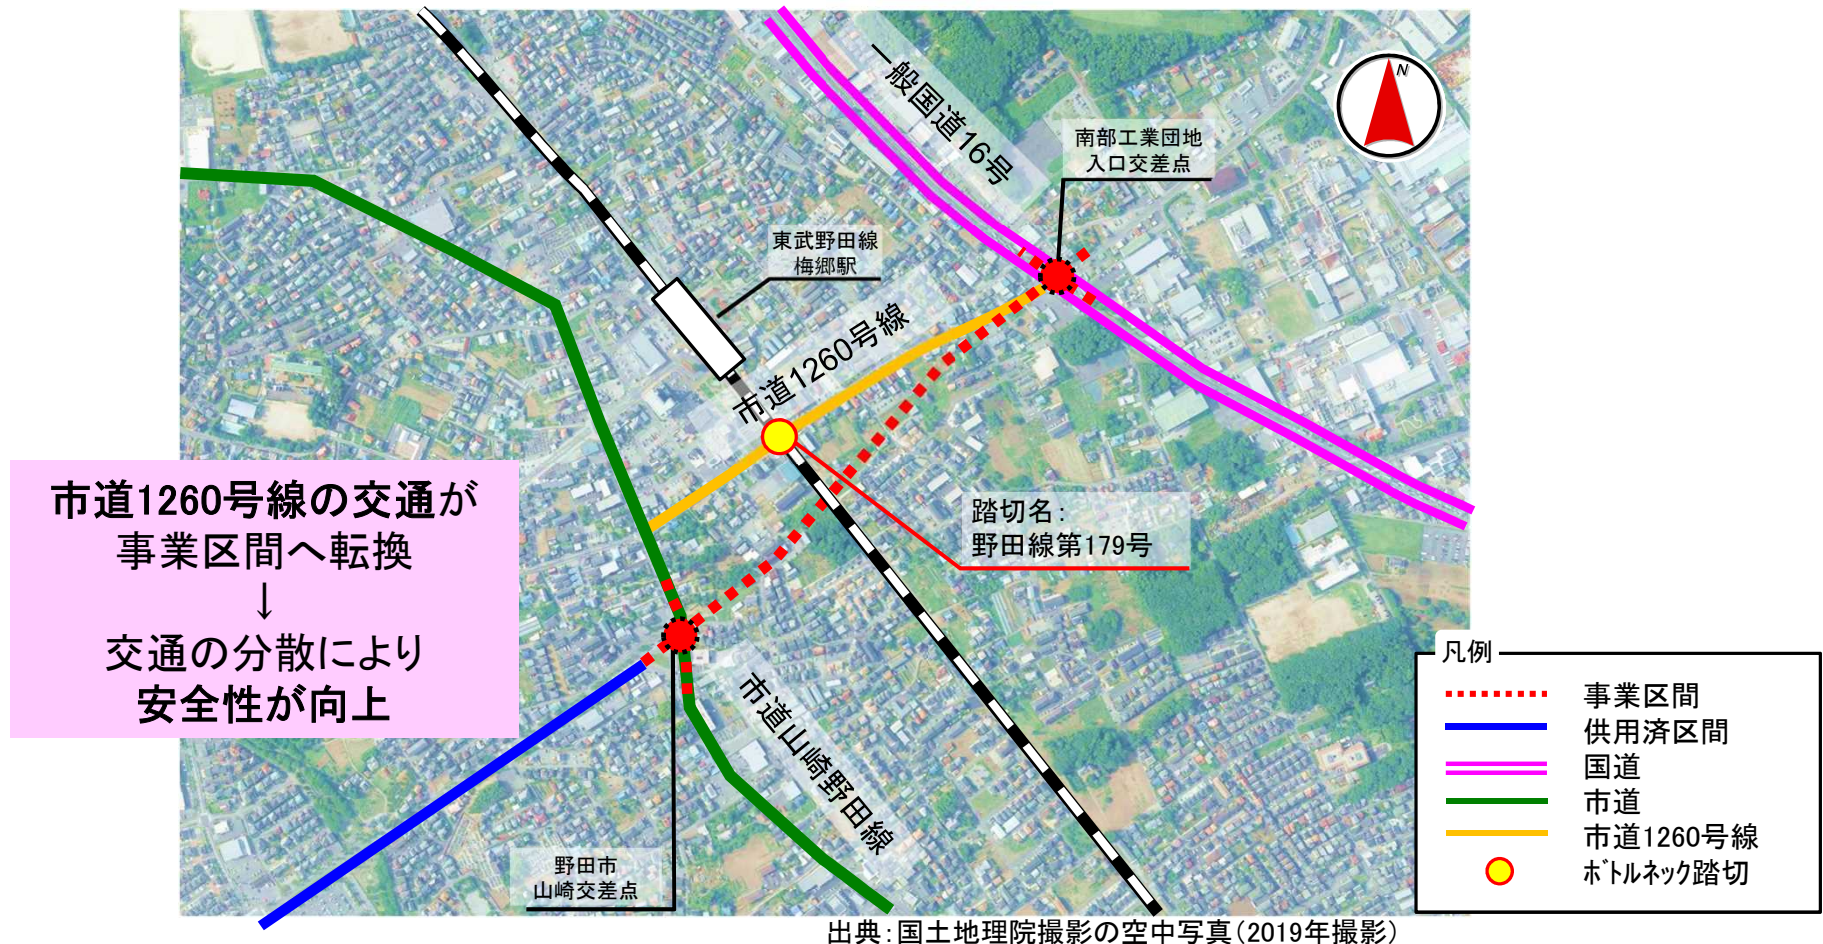 一般国道16号
N
南部工業団地
入口交差点
東武野田線
梅郷駅
市道1260号線
踏切名：
野田線第179号
市道1260号線の交通が
事業区間へ転換
↓
交通の分散により
安全性が向上
市道山崎野田線
野田市
山崎交差点
凡例
事業区間
供用済区間
国道
市道
市道1260号線
ﾎﾞﾄﾙﾈｯｸ踏切
出典：国土地理院撮影の空中写真（2019年撮影）